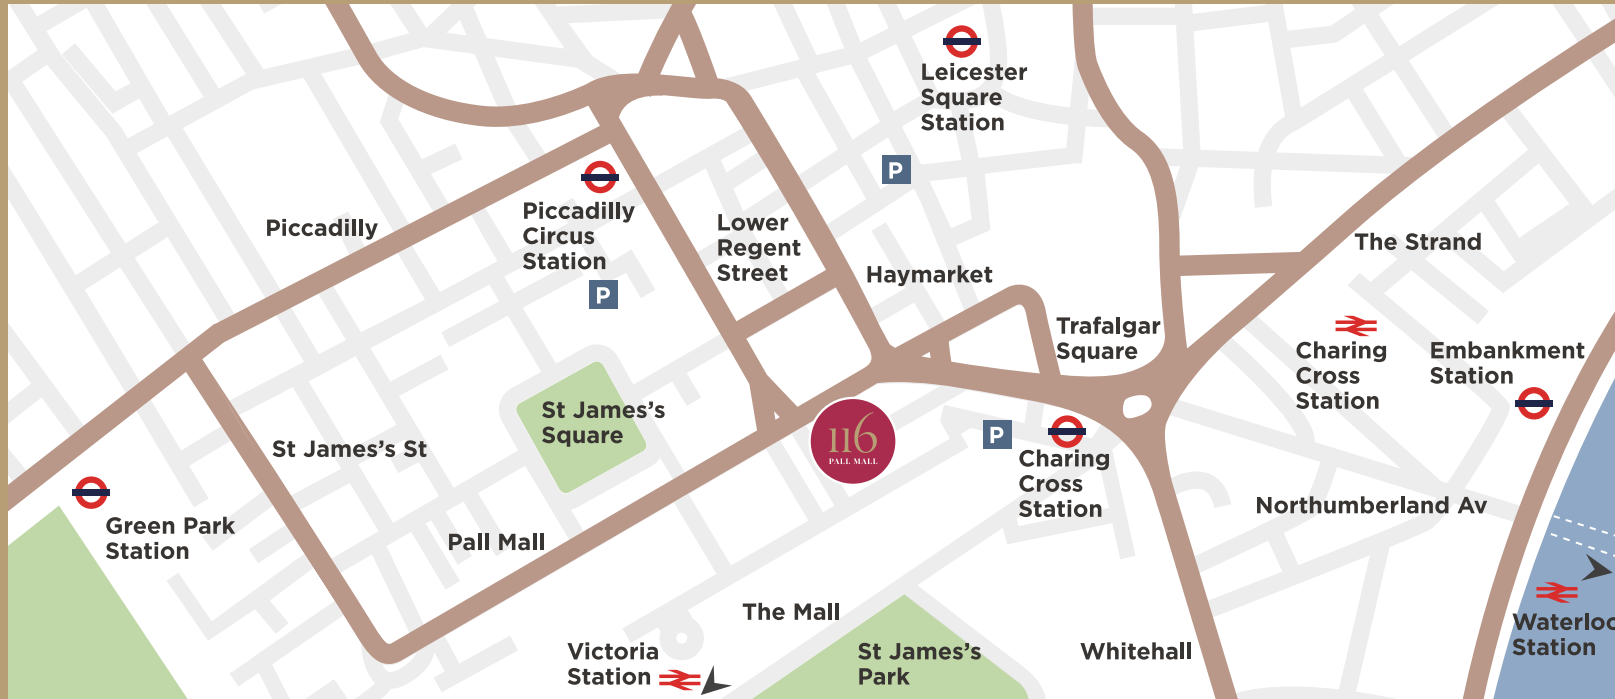 Leicester
Square
Station
P
Piccadilly
Piccadilly
Circus
Station
P
Lower
Regent
Street
Haymarket
The Strand
Trafalgar
Square
Charing
Cross
Station
Embankment
Station
St James's
Square
St James's St
116
PALL MALL
P
Charing
Cross
Station
Green Park
Station
Pall Mall
Northumberland Av
The Mall
Victoria
Station
St James's
Park
Whitehall
Waterloo
Station